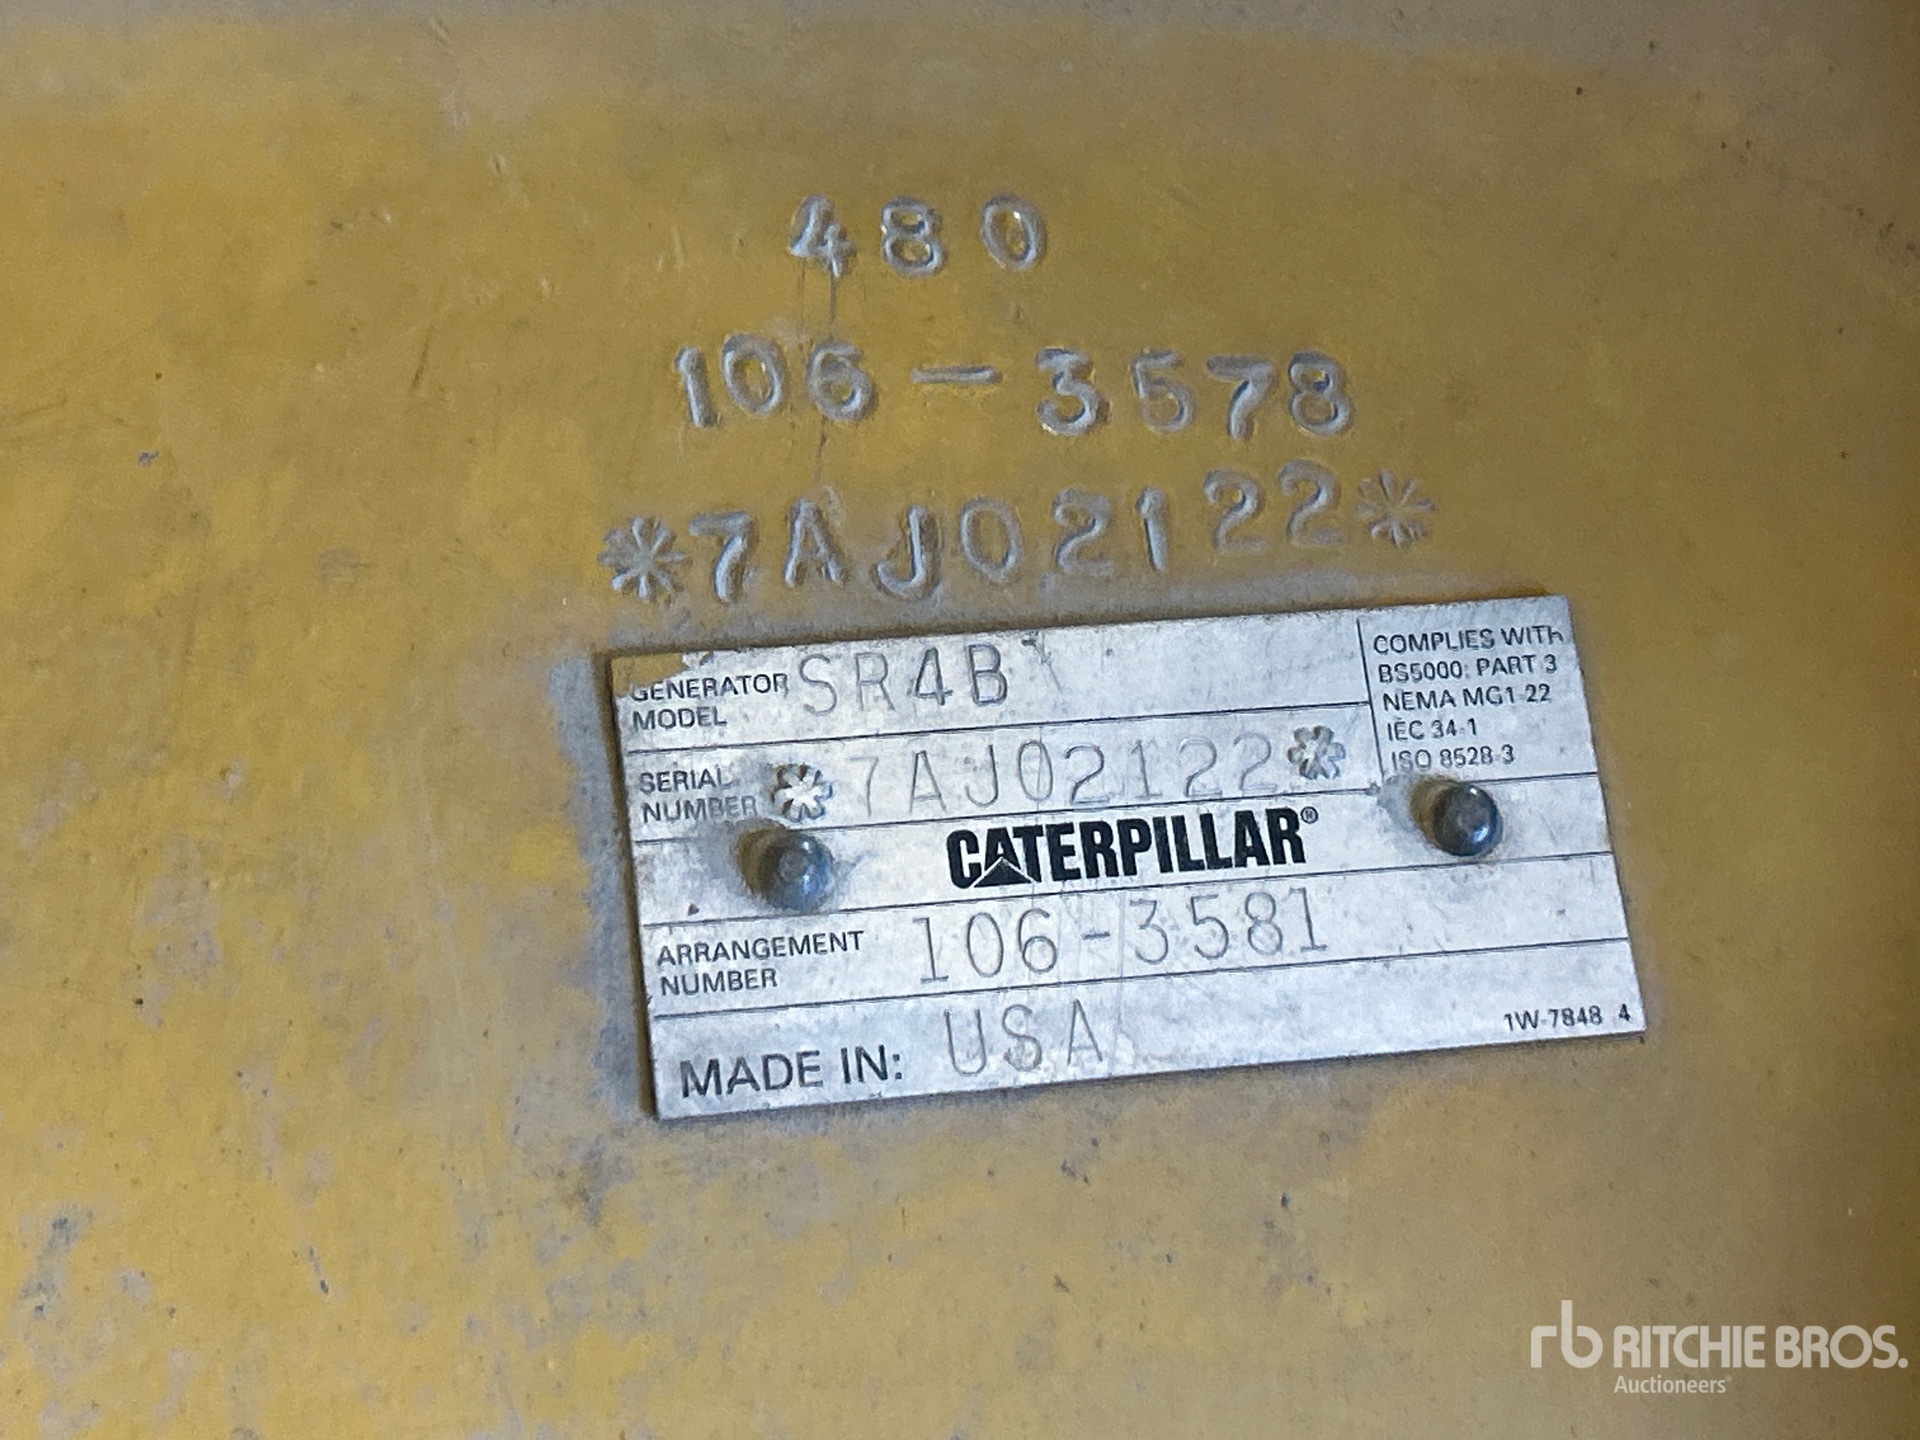 480
106-3578
*7AJ02122*
GENERATOR MODEL SR4B
COMPLIES WITH
BS5000: PART 3
NEMA MG1-22
IEC 34-1
ISO 8528-3
SERIAL NUMBER *7AJ02122*
CATERPILLAR®
ARRANGEMENT NUMBER 106-3581
MADE IN: USA
1W-7848 4
rb RITCHIE BROS.
Auctioneers